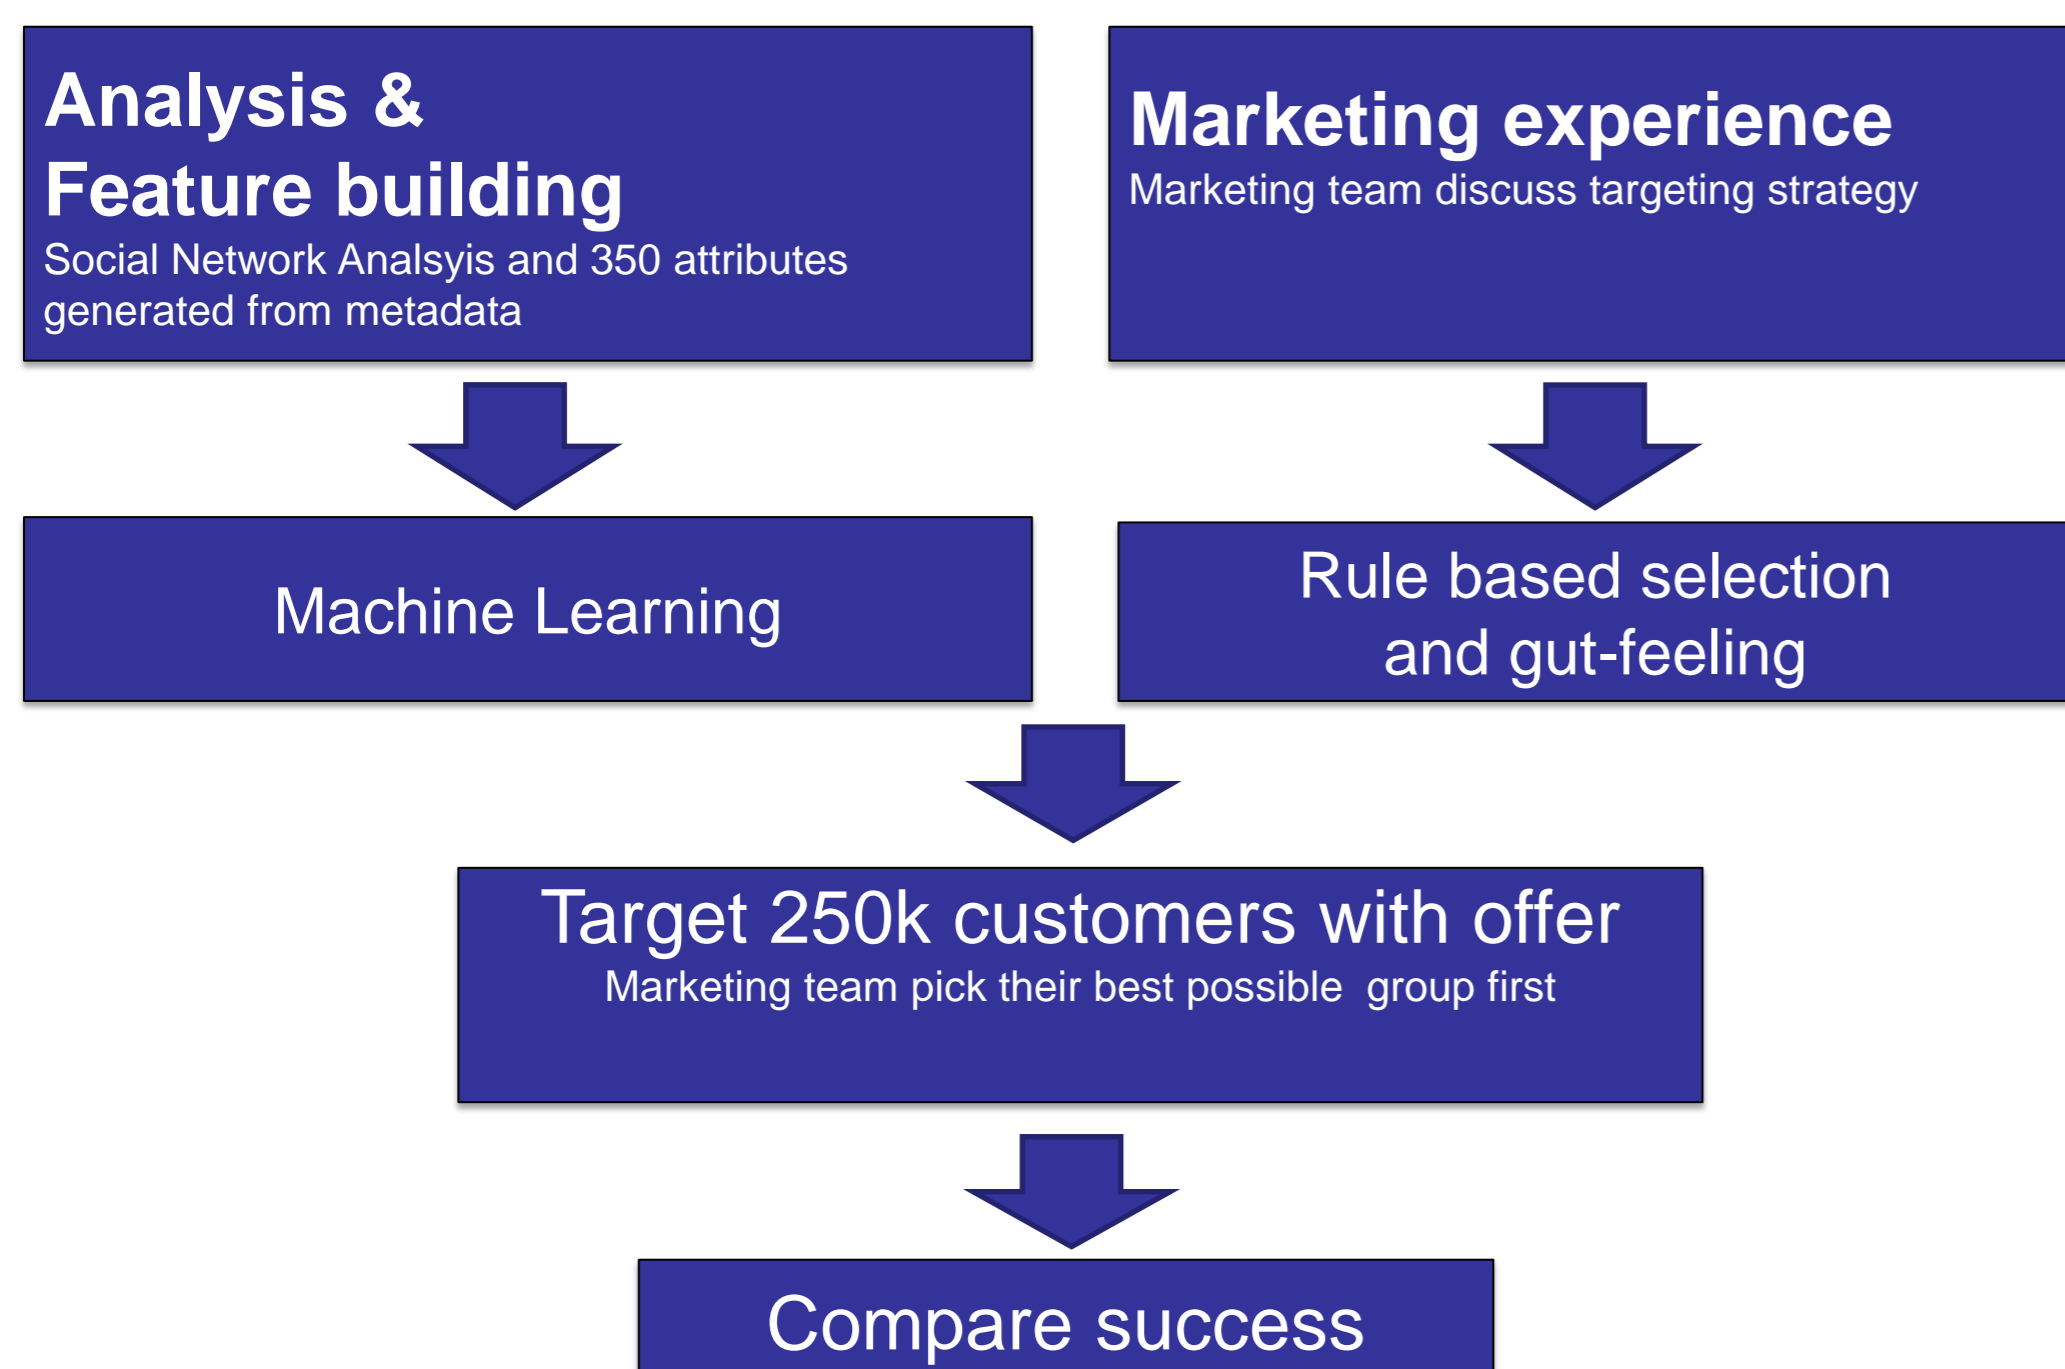 Analysis &
Feature building
Social Network Analsyis and 350 attributes
generated from metadata
Marketing experience
Marketing team discuss targeting strategy
Machine Learning
Rule based selection
and gut-feeling
Target 250k customers with offer
Marketing team pick their best possible  group first
Compare success